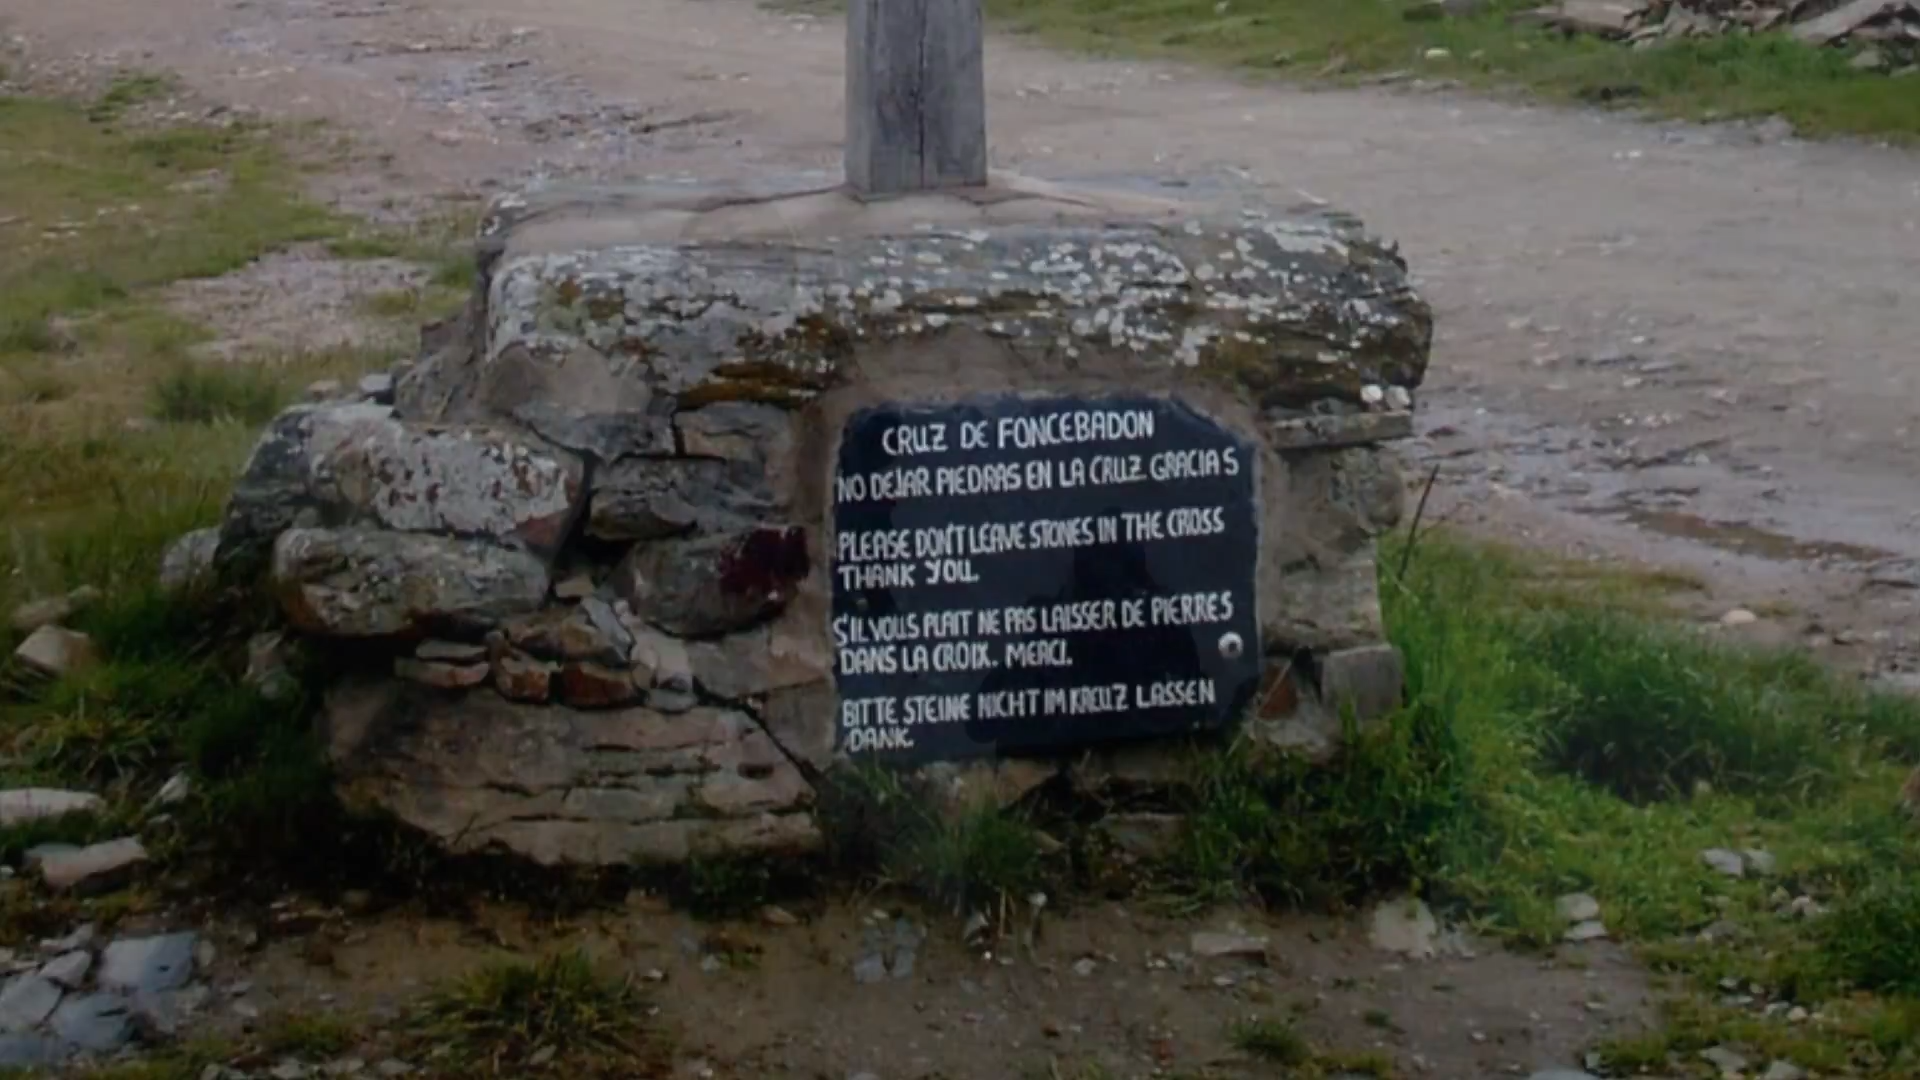 CRUZ DE FONCEBADON
NO DEJAR PIEDRAS EN LA CRUZ. GRACIAS
PLEASE DON'T LEAVE STONES IN THE CROSS
THANK YOU.
S'IL VOUS PLAIT NE PAS LAISSER DE PIERRES
DANS LA CROIX. MERCI.
BITTE STEINE NICHT IM KREUZ LASSEN
DANK.